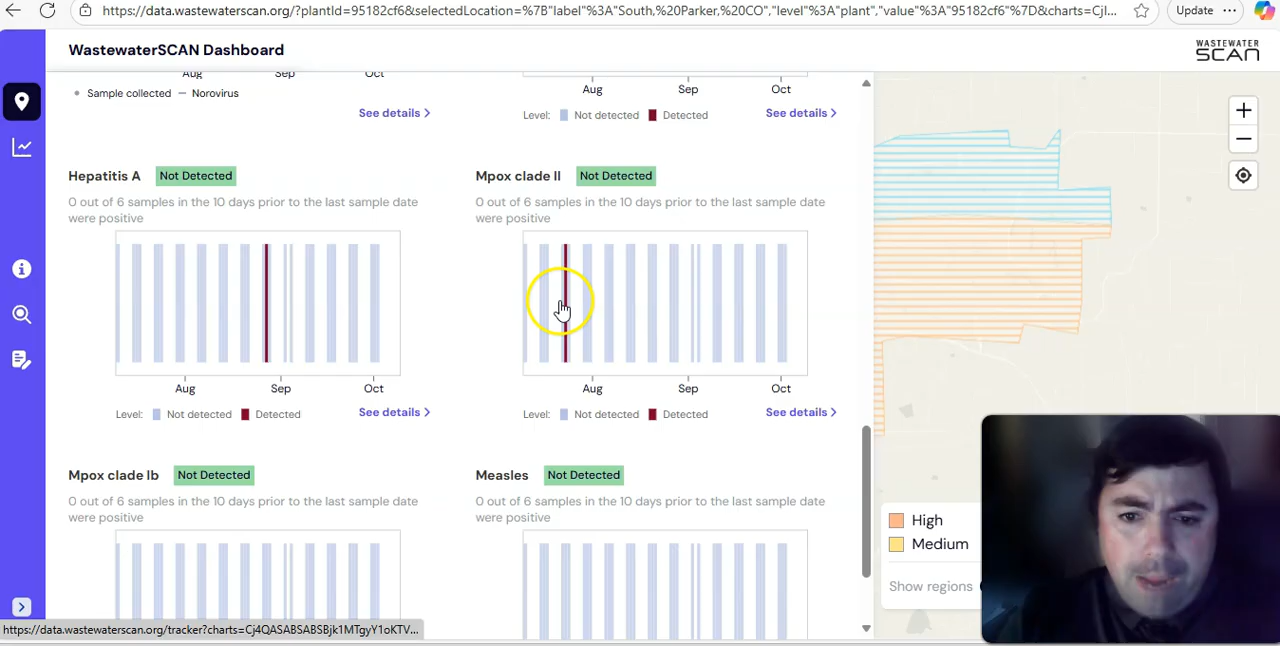 https://data.wastewaterscan.org/?plantId=95182cf6&selectedLocation=%7B"label"%3A"South,%20Parker,%20CO","level"%3A"plant","value"%3A"95182cf6"%7D&charts=CjI...
Update
WastewaterSCAN Dashboard
WASTEWATER
SCAN
Aug Sep Oct
Sample collected Norovirus
See details >
Aug Sep Oct
Level: Not detected Detected
See details >
Hepatitis A Not Detected
0 out of 6 samples in the 10 days prior to the last sample date
were positive
Aug Sep Oct
Level: Not detected Detected
See details >
Mpox clade II Not Detected
0 out of 6 samples in the 10 days prior to the last sample date
were positive
Aug Sep Oct
Level: Not detected Detected
See details >
Mpox clade Ib Not Detected
0 out of 6 samples in the 10 days prior to the last sample date
were positive
Measles Not Detected
0 out of 6 samples in the 10 days prior to the last sample date
were positive
High
Medium
Show regions
https://data.wastewaterscan.org/tracker?charts=Cj4QASABSABSBjk1MTgyY1oKTV...